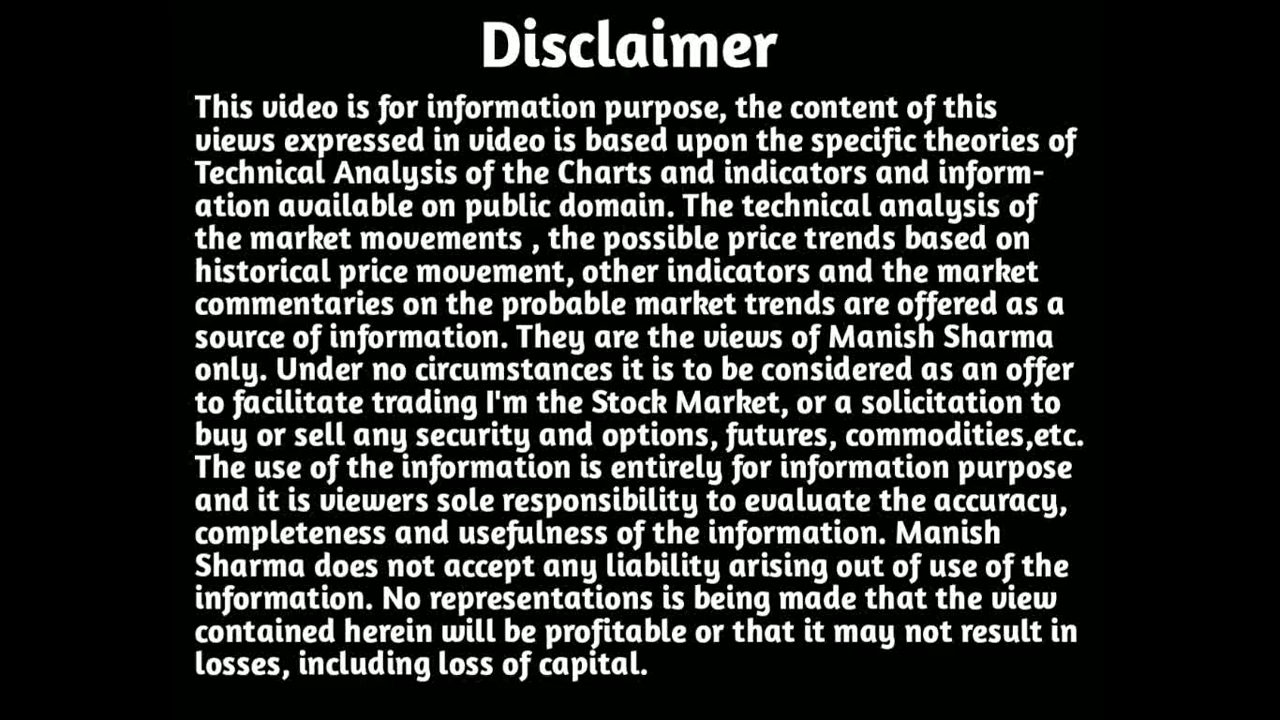 Disclaimer
This video is for information purpose, the content of this
views expressed in video is based upon the specific theories of
Technical Analysis of the Charts and indicators and inform-
ation available on public domain. The technical analysis of
the market movements , the possible price trends based on
historical price movement, other indicators and the market
commentaries on the probable market trends are offered as a
source of information. They are the views of Manish Sharma
only. Under no circumstances it is to be considered as an offer
to facilitate trading I'm the Stock Market, or a solicitation to
buy or sell any security and options, futures, commodities,etc.
The use of the information is entirely for information purpose
and it is viewers sole responsibility to evaluate the accuracy,
completeness and usefulness of the information. Manish
Sharma does not accept any liability arising out of use of the
information. No representations is being made that the view
contained herein will be profitable or that it may not result in
losses, including loss of capital.